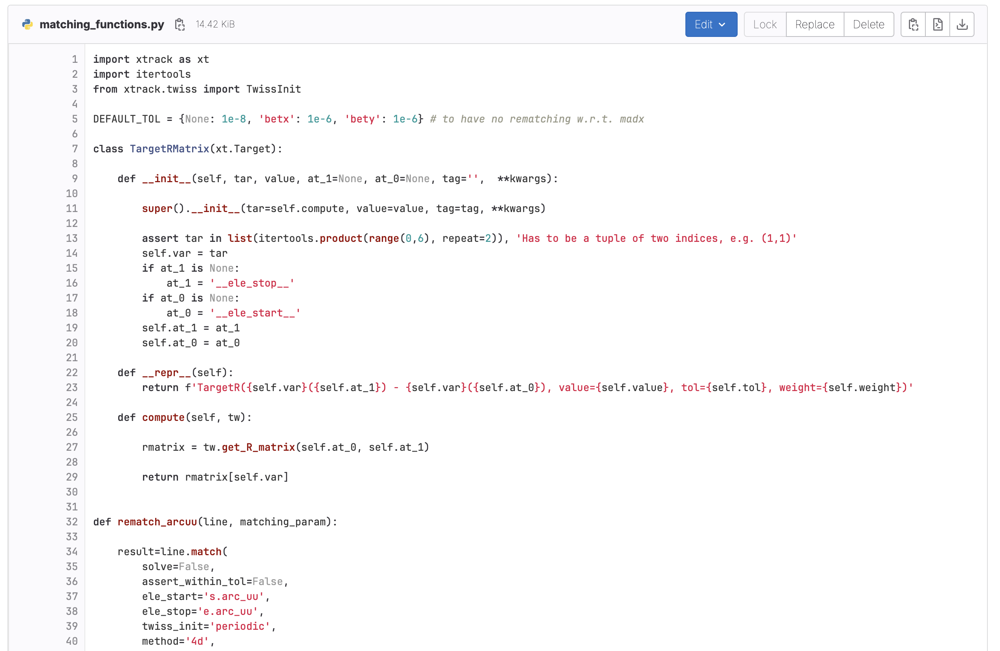 matching_functions.py 14.42 KiB Edit Lock Replace Delete
1 import xtrack as xt
2 import itertools
3 from xtrack.twiss import TwissInit
4
5 DEFAULT_TOL = {None: 1e-8, 'betx': 1e-6, 'bety': 1e-6} # to have no rematching w.r.t. madx
6
7 class TargetRMatrix(xt.Target):
8
9     def __init__(self, tar, value, at_1=None, at_0=None, tag='',  **kwargs):
10
11         super().__init__(tar=self.compute, value=value, tag=tag, **kwargs)
12
13         assert tar in list(itertools.product(range(0,6), repeat=2)), 'Has to be a tuple of two indices, e.g. (1,1)'
14         self.var = tar
15         if at_1 is None:
16             at_1 = '__ele_stop__'
17         if at_0 is None:
18             at_0 = '__ele_start__'
19         self.at_1 = at_1
20         self.at_0 = at_0
21
22     def __repr__(self):
23         return f'TargetR({self.var}({self.at_1}) - {self.var}({self.at_0}), value={self.value}, tol={self.tol}, weight={self.weight})'
24
25     def compute(self, tw):
26
27         rmatrix = tw.get_R_matrix(self.at_0, self.at_1)
28
29         return rmatrix[self.var]
30
31
32 def rematch_arcuu(line, matching_param):
33
34     result=line.match(
35         solve=False,
36         assert_within_tol=False,
37         ele_start='s.arc_uu',
38         ele_stop='e.arc_uu',
39         twiss_init='periodic',
40         method='4d',